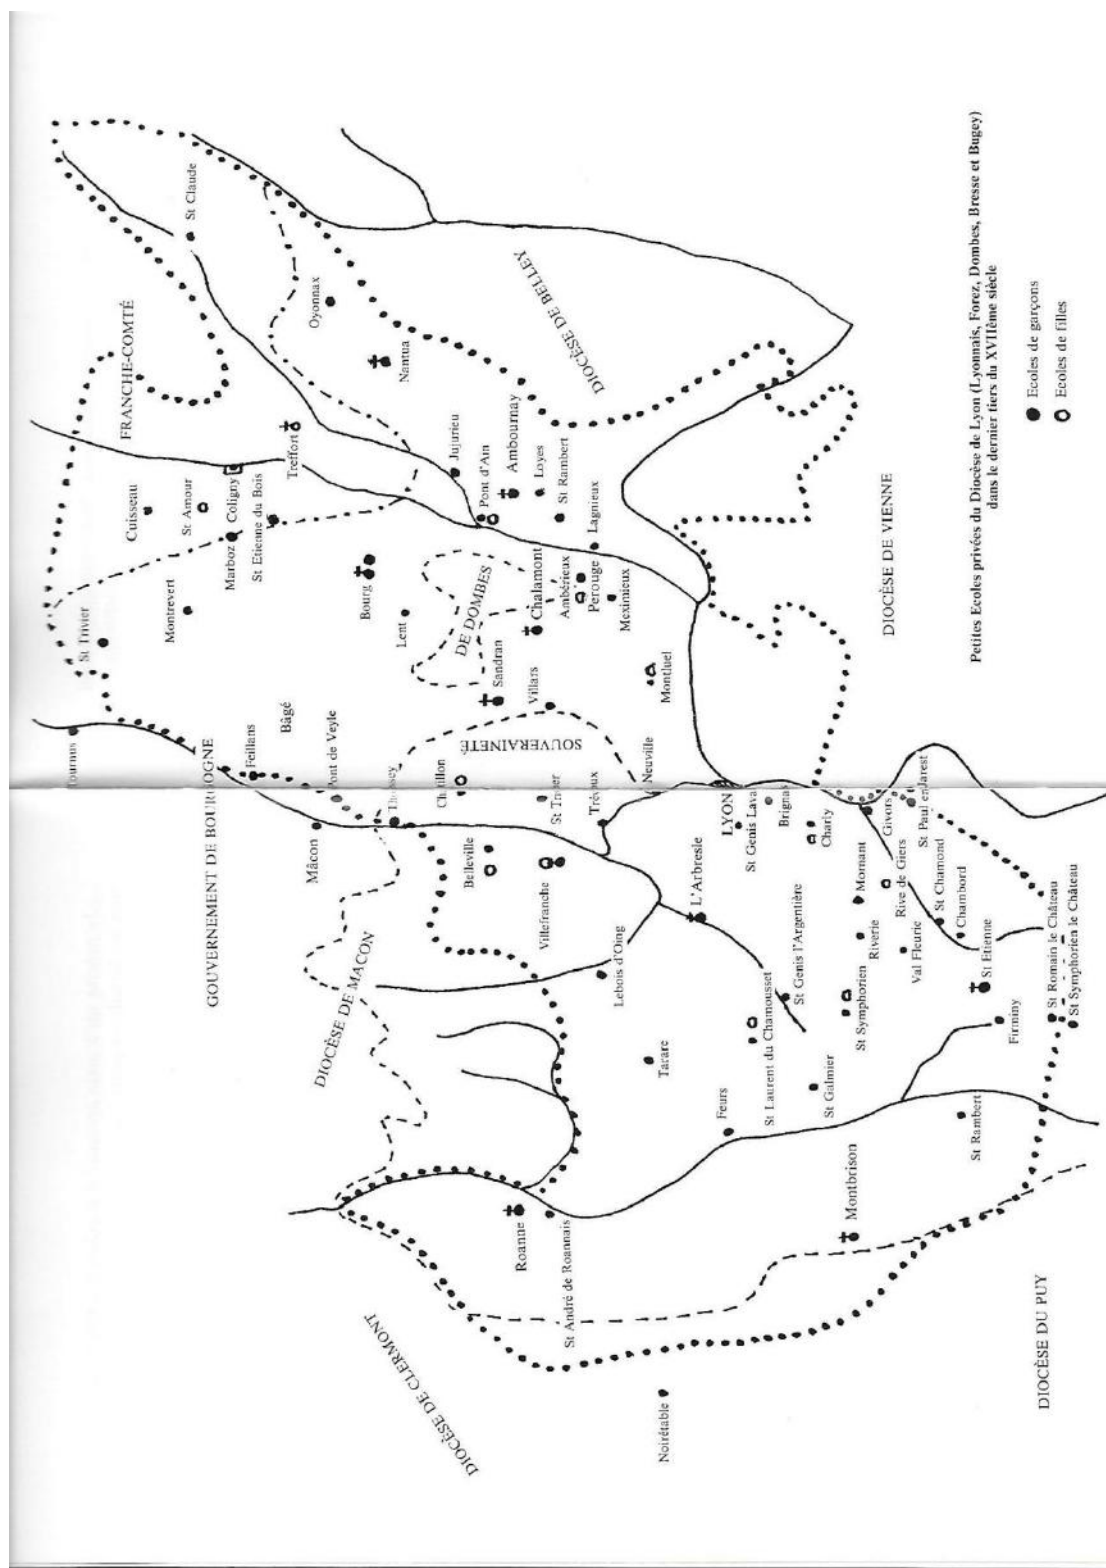 GOUVERNEMENT DE BOURGOGNE
FRANCHE-COMTÉ
DIOCÈSE DE MACON
DIOCÈSE DE CLERMONT
DIOCÈSE DE BELLEY
DIOCÈSE DE VIENNE
DIOCÈSE DU PUY
SOUVERAINETÉ
DE DOMBES
Tournus
St Trivier
Cuisseau
St Amour
Montrevert
Marboz
Coligny
St Etienne du Bois
Treffort
St Claude
Oyonnax
Nantua
Feillans
Bâgé
Pont de Veyle
Mâcon
Thoissey
Bourg
Lent
Jujurieu
Pont d'Ain
Ambournay
Loyes
St Rambert
Lagnieux
Chatillon
Sandran
Chalamont
Ambérieux
Perouge
Meximieux
Villars
Montluel
Belleville
Villefranche
St Trivier
Trévoux
Neuville
Lebois d'Oing
L'Arbresle
LYON
St Genis Lava
Brignas
Charly
Givors
St Paul en Jarest
Roanne
St André de Roannais
Noirétable
Tarare
Feurs
St Laurent du Chamousset
St Genis l'Argentière
St Galmier
St Symphorien
Riverie
Mornant
Val Fleurie
Rive de Giers
St Chamond
Chambord
St Etienne
Firminy
Montbrison
St Rambert
St Romain le Château
St Symphorien le Château
Petites Ecoles privées du Diocèse de Lyon (Lyonnais, Forez, Dombes, Bresse et Bugey)
dans le dernier tiers du XVIIème siècle
Ecoles de garçons
Ecoles de filles